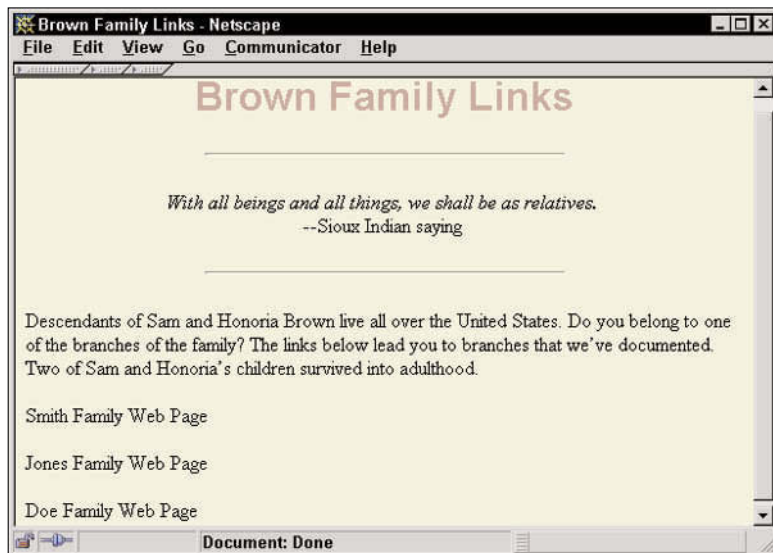 Brown Family Links - Netscape
File Edit View Go Communicator Help
Brown Family Links
With all beings and all things, we shall be as relatives.
--Sioux Indian saying
Descendants of Sam and Honoria Brown live all over the United States. Do you belong to one
of the branches of the family? The links below lead you to branches that we've documented.
Two of Sam and Honoria's children survived into adulthood.
Smith Family Web Page
Jones Family Web Page
Doe Family Web Page
Document: Done